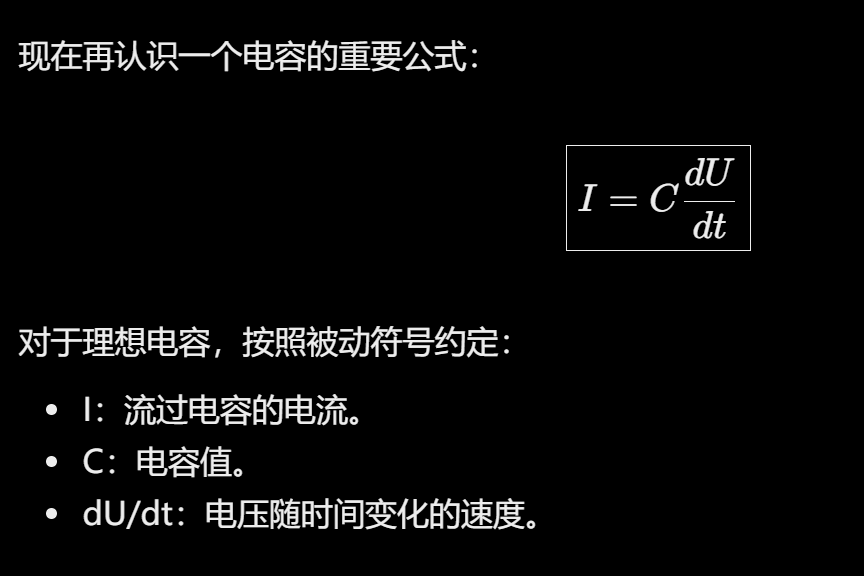 现在再认识一个电容的重要公式：
I = C dU/dt
对于理想电容，按照被动符号约定：
• I：流过电容的电流。
• C：电容值。
• dU/dt：电压随时间变化的速度。